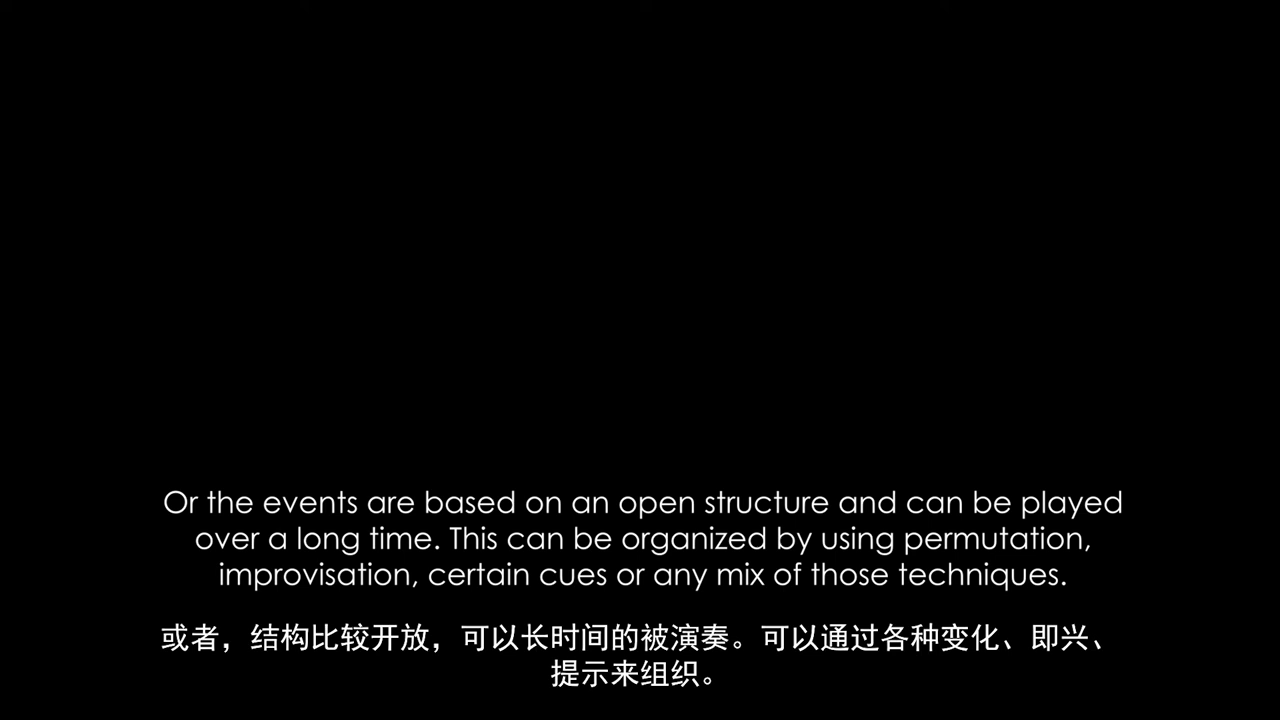 Or the events are based on an open structure and can be played
over a long time. This can be organized by using permutation,
improvisation, certain cues or any mix of those techniques.
或者，结构比较开放，可以长时间的被演奏。可以通过各种变化、即兴、
提示来组织。